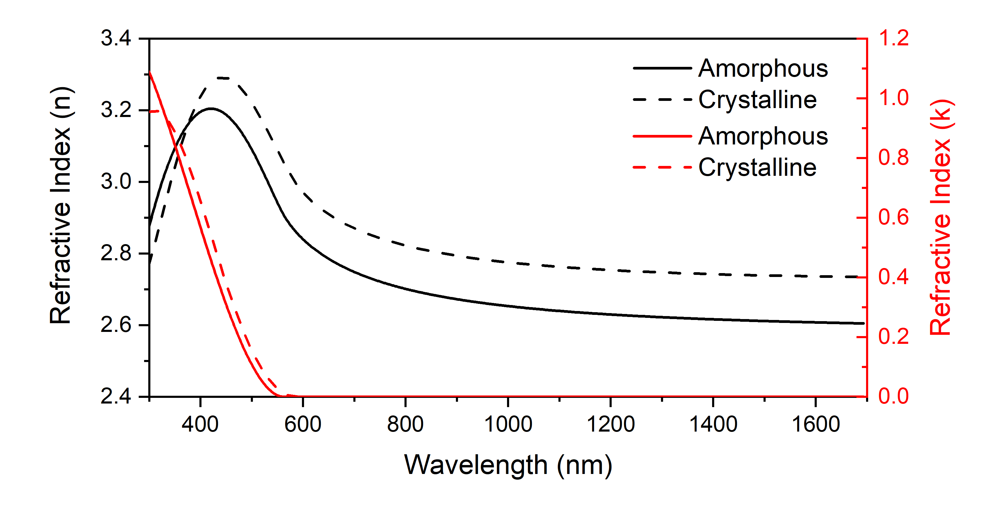 Refractive Index (n)
3.4
3.2
3.0
2.8
2.6
2.4
Amorphous
Crystalline
Amorphous
Crystalline
1.2
1.0
0.8
0.6
0.4
0.2
0.0
Refractive Index (k)
400 600 800 1000 1200 1400 1600
Wavelength (nm)